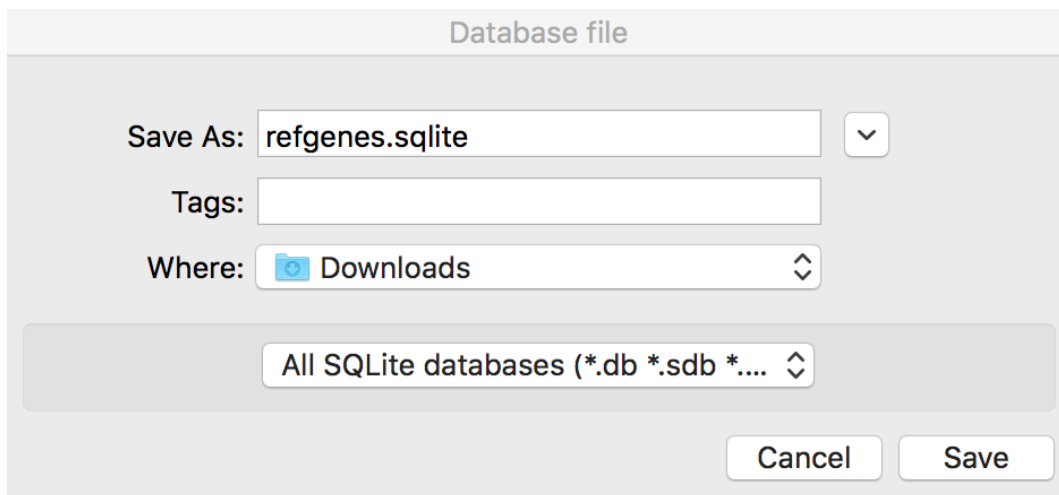 Database file
Save As: refgenes.sqlite
Tags:
Where: Downloads
All SQLite databases (*.db *.sdb *....
Cancel Save